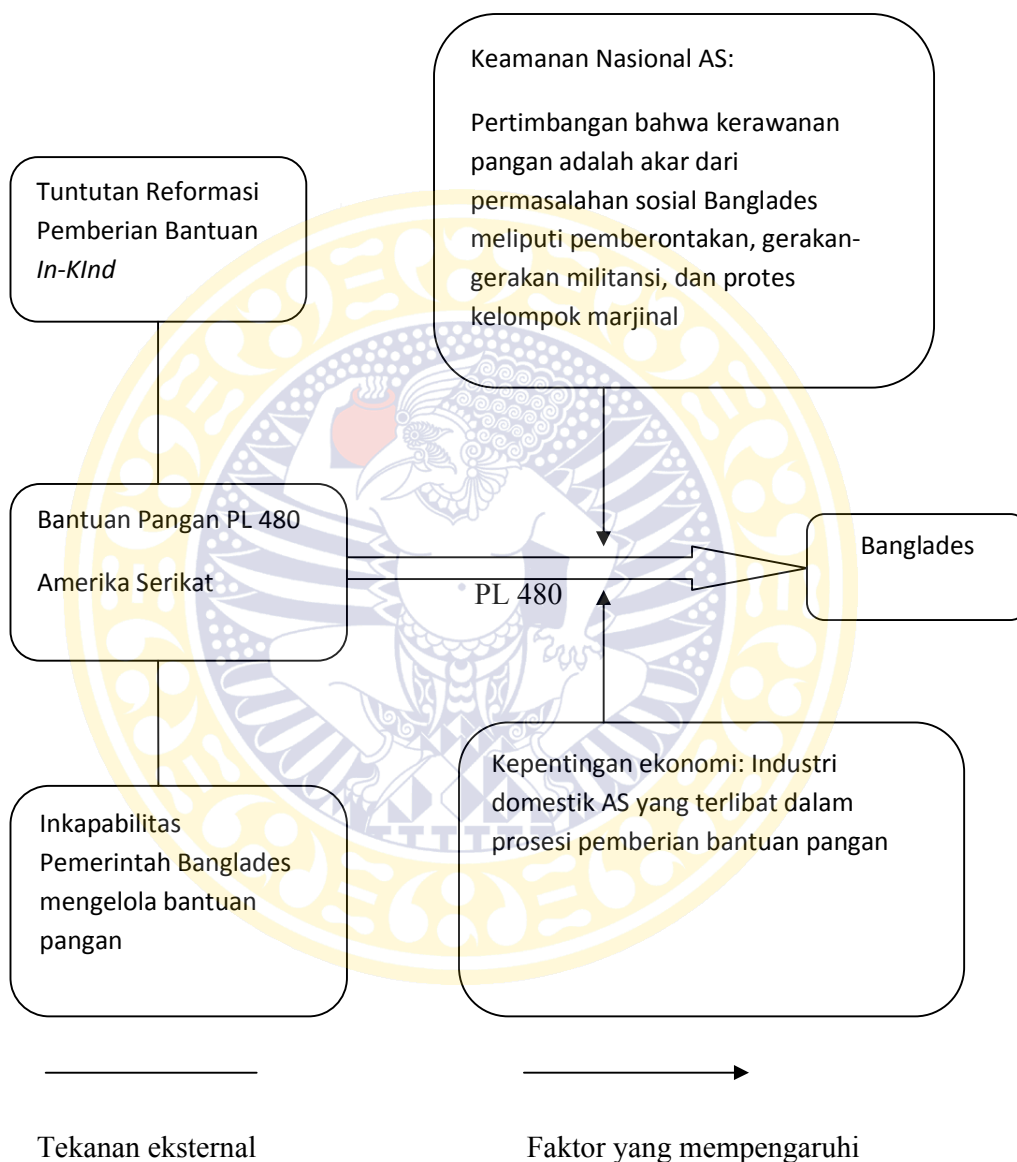 Keamanan Nasional AS:
Pertimbangan bahwa kerawanan
pangan adalah akar dari
permasalahan sosial Banglades
meliputi pemberontakan, gerakan-
gerakan militansi, dan protes
kelompok marjinal
Tuntutan Reformasi
Pemberian Bantuan
In-KInd
Bantuan Pangan PL 480
Amerika Serikat
PL 480
Banglades
Inkapabilitas
Pemerintah Banglades
mengelola bantuan
pangan
Kepentingan ekonomi: Industri
domestik AS yang terlibat dalam
prosesi pemberian bantuan pangan
Tekanan eksternal
Faktor yang mempengaruhi